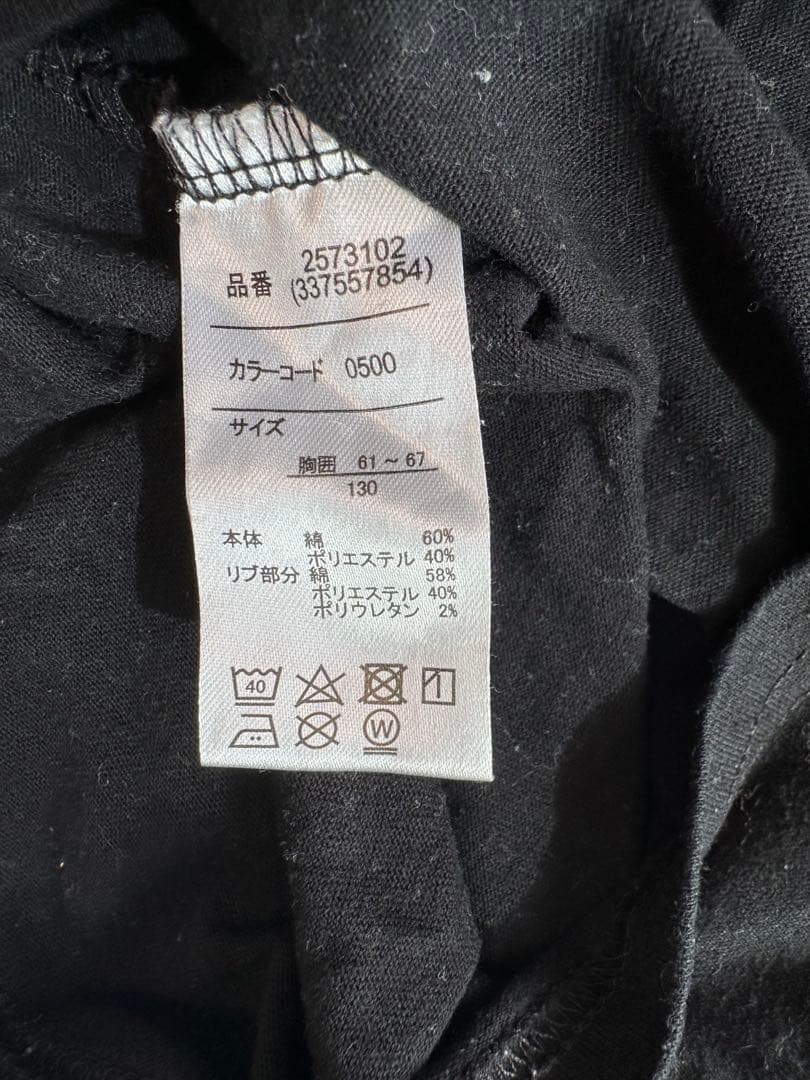 2573102
品番 (337557854)
カラーコード 0500
サイズ
胸囲 61～67
130
本体 綿 60%
ポリエステル 40%
リブ部分 綿 58%
ポリエステル 40%
ポリウレタン 2%
40
W